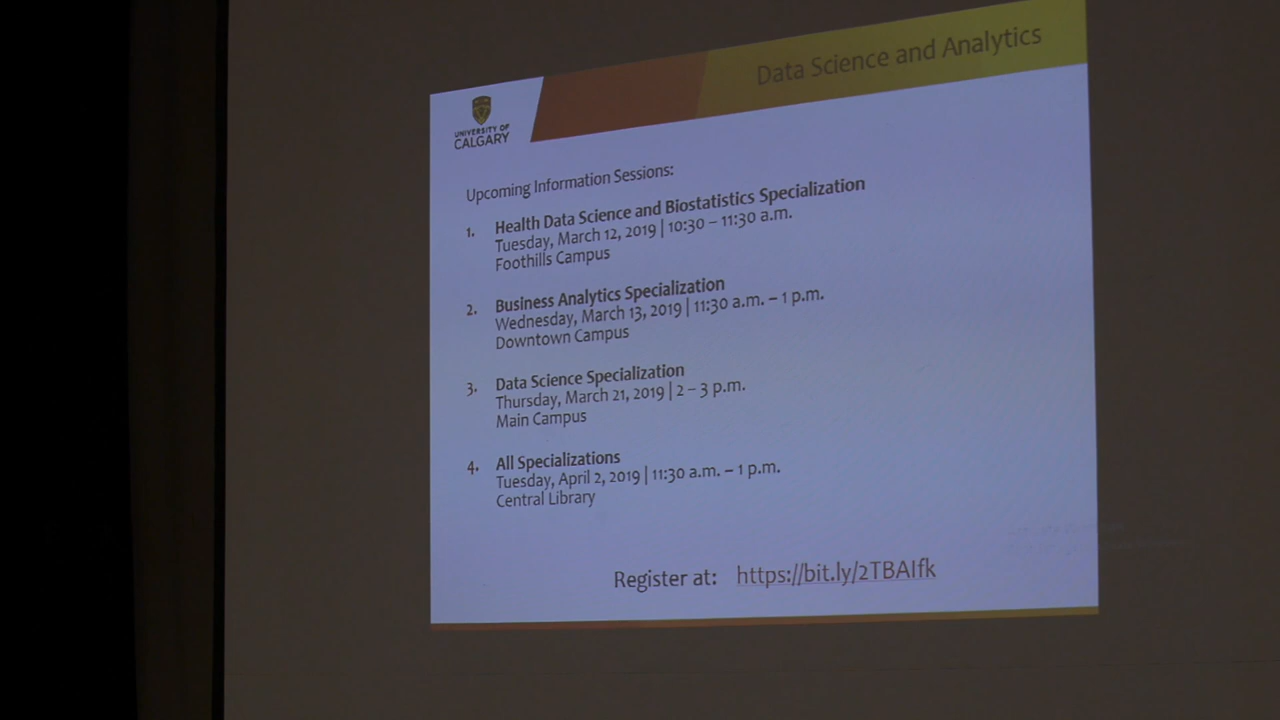 Data Science and Analytics
UNIVERSITY OF
CALGARY
Upcoming Information Sessions:
1. Health Data Science and Biostatistics Specialization
Tuesday, March 12, 2019 | 10:30 – 11:30 a.m.
Foothills Campus
2. Business Analytics Specialization
Wednesday, March 13, 2019 | 11:30 a.m. – 1 p.m.
Downtown Campus
3. Data Science Specialization
Thursday, March 21, 2019 | 2 – 3 p.m.
Main Campus
4. All Specializations
Tuesday, April 2, 2019 | 11:30 a.m. – 1 p.m.
Central Library
Register at: https://bit.ly/2TBAIfk